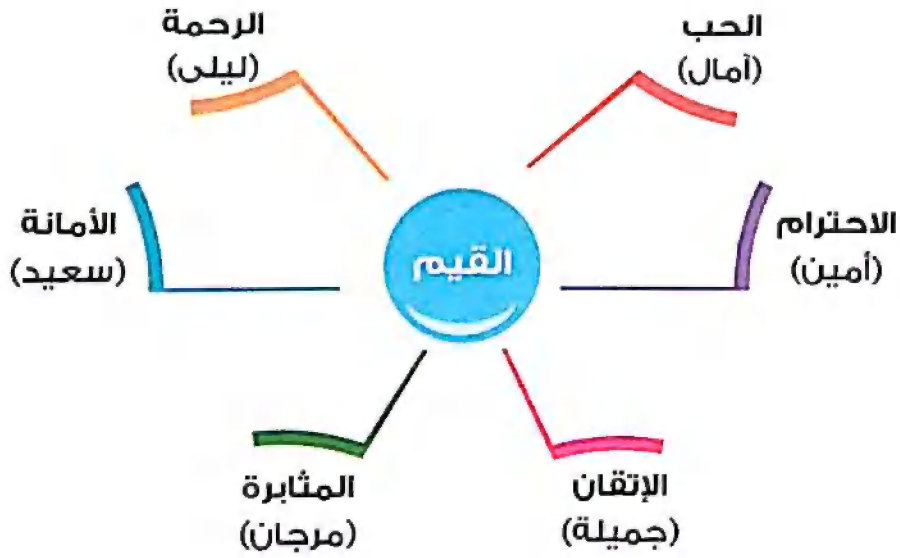 الحب
(آمال)
الرحمة
(ليلى)
الاحترام
(أمين)
القيم
الأمانة
(سعيد)
الإتقان
(جميلة)
المثابرة
(مرجان)